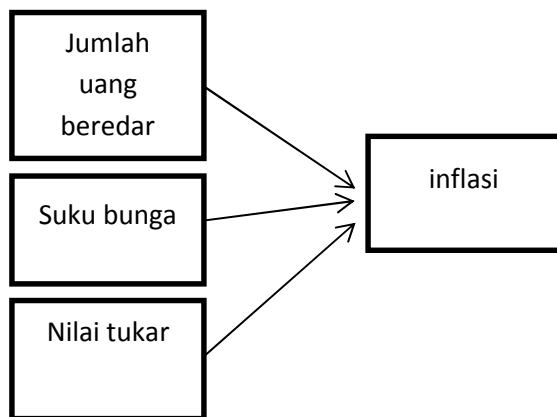 Jumlah
uang
beredar
Suku bunga
Nilai tukar
inflasi